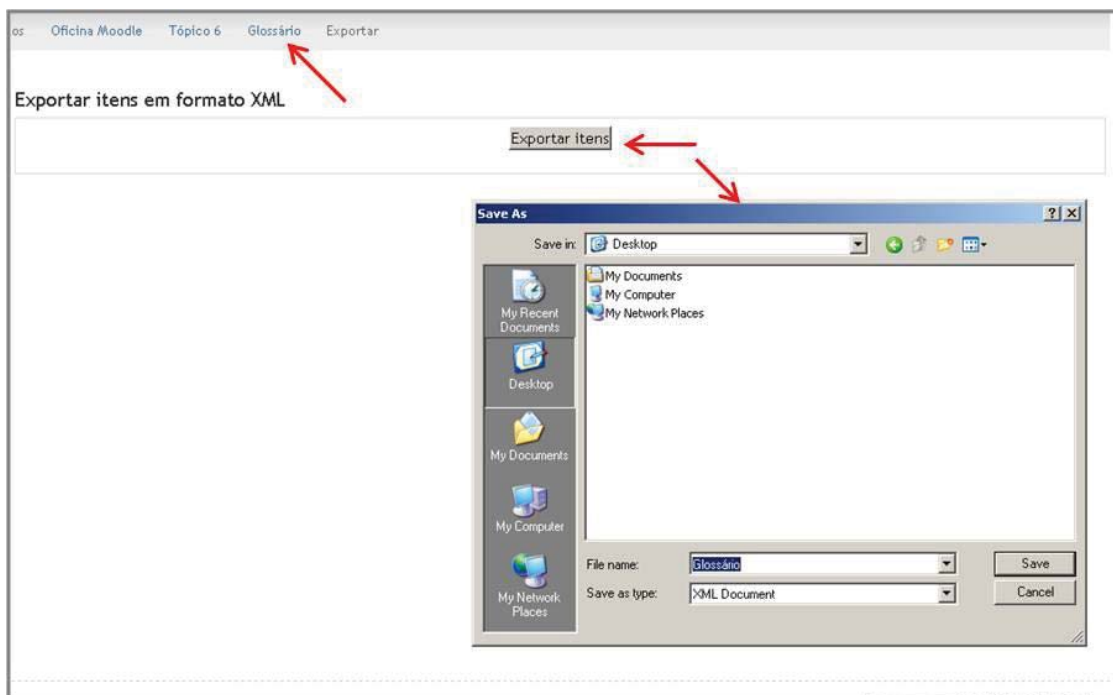 os Oficina Moodle Tópico 6 Glossário Exportar
Exportar itens em formato XML
Exportar itens
Save As
Save in: Desktop
My Documents
My Computer
My Network Places
My Recent
Documents
Desktop
My Documents
My Computer
My Network
Places
File name: Glossário Save
Save as type: XML Document Cancel